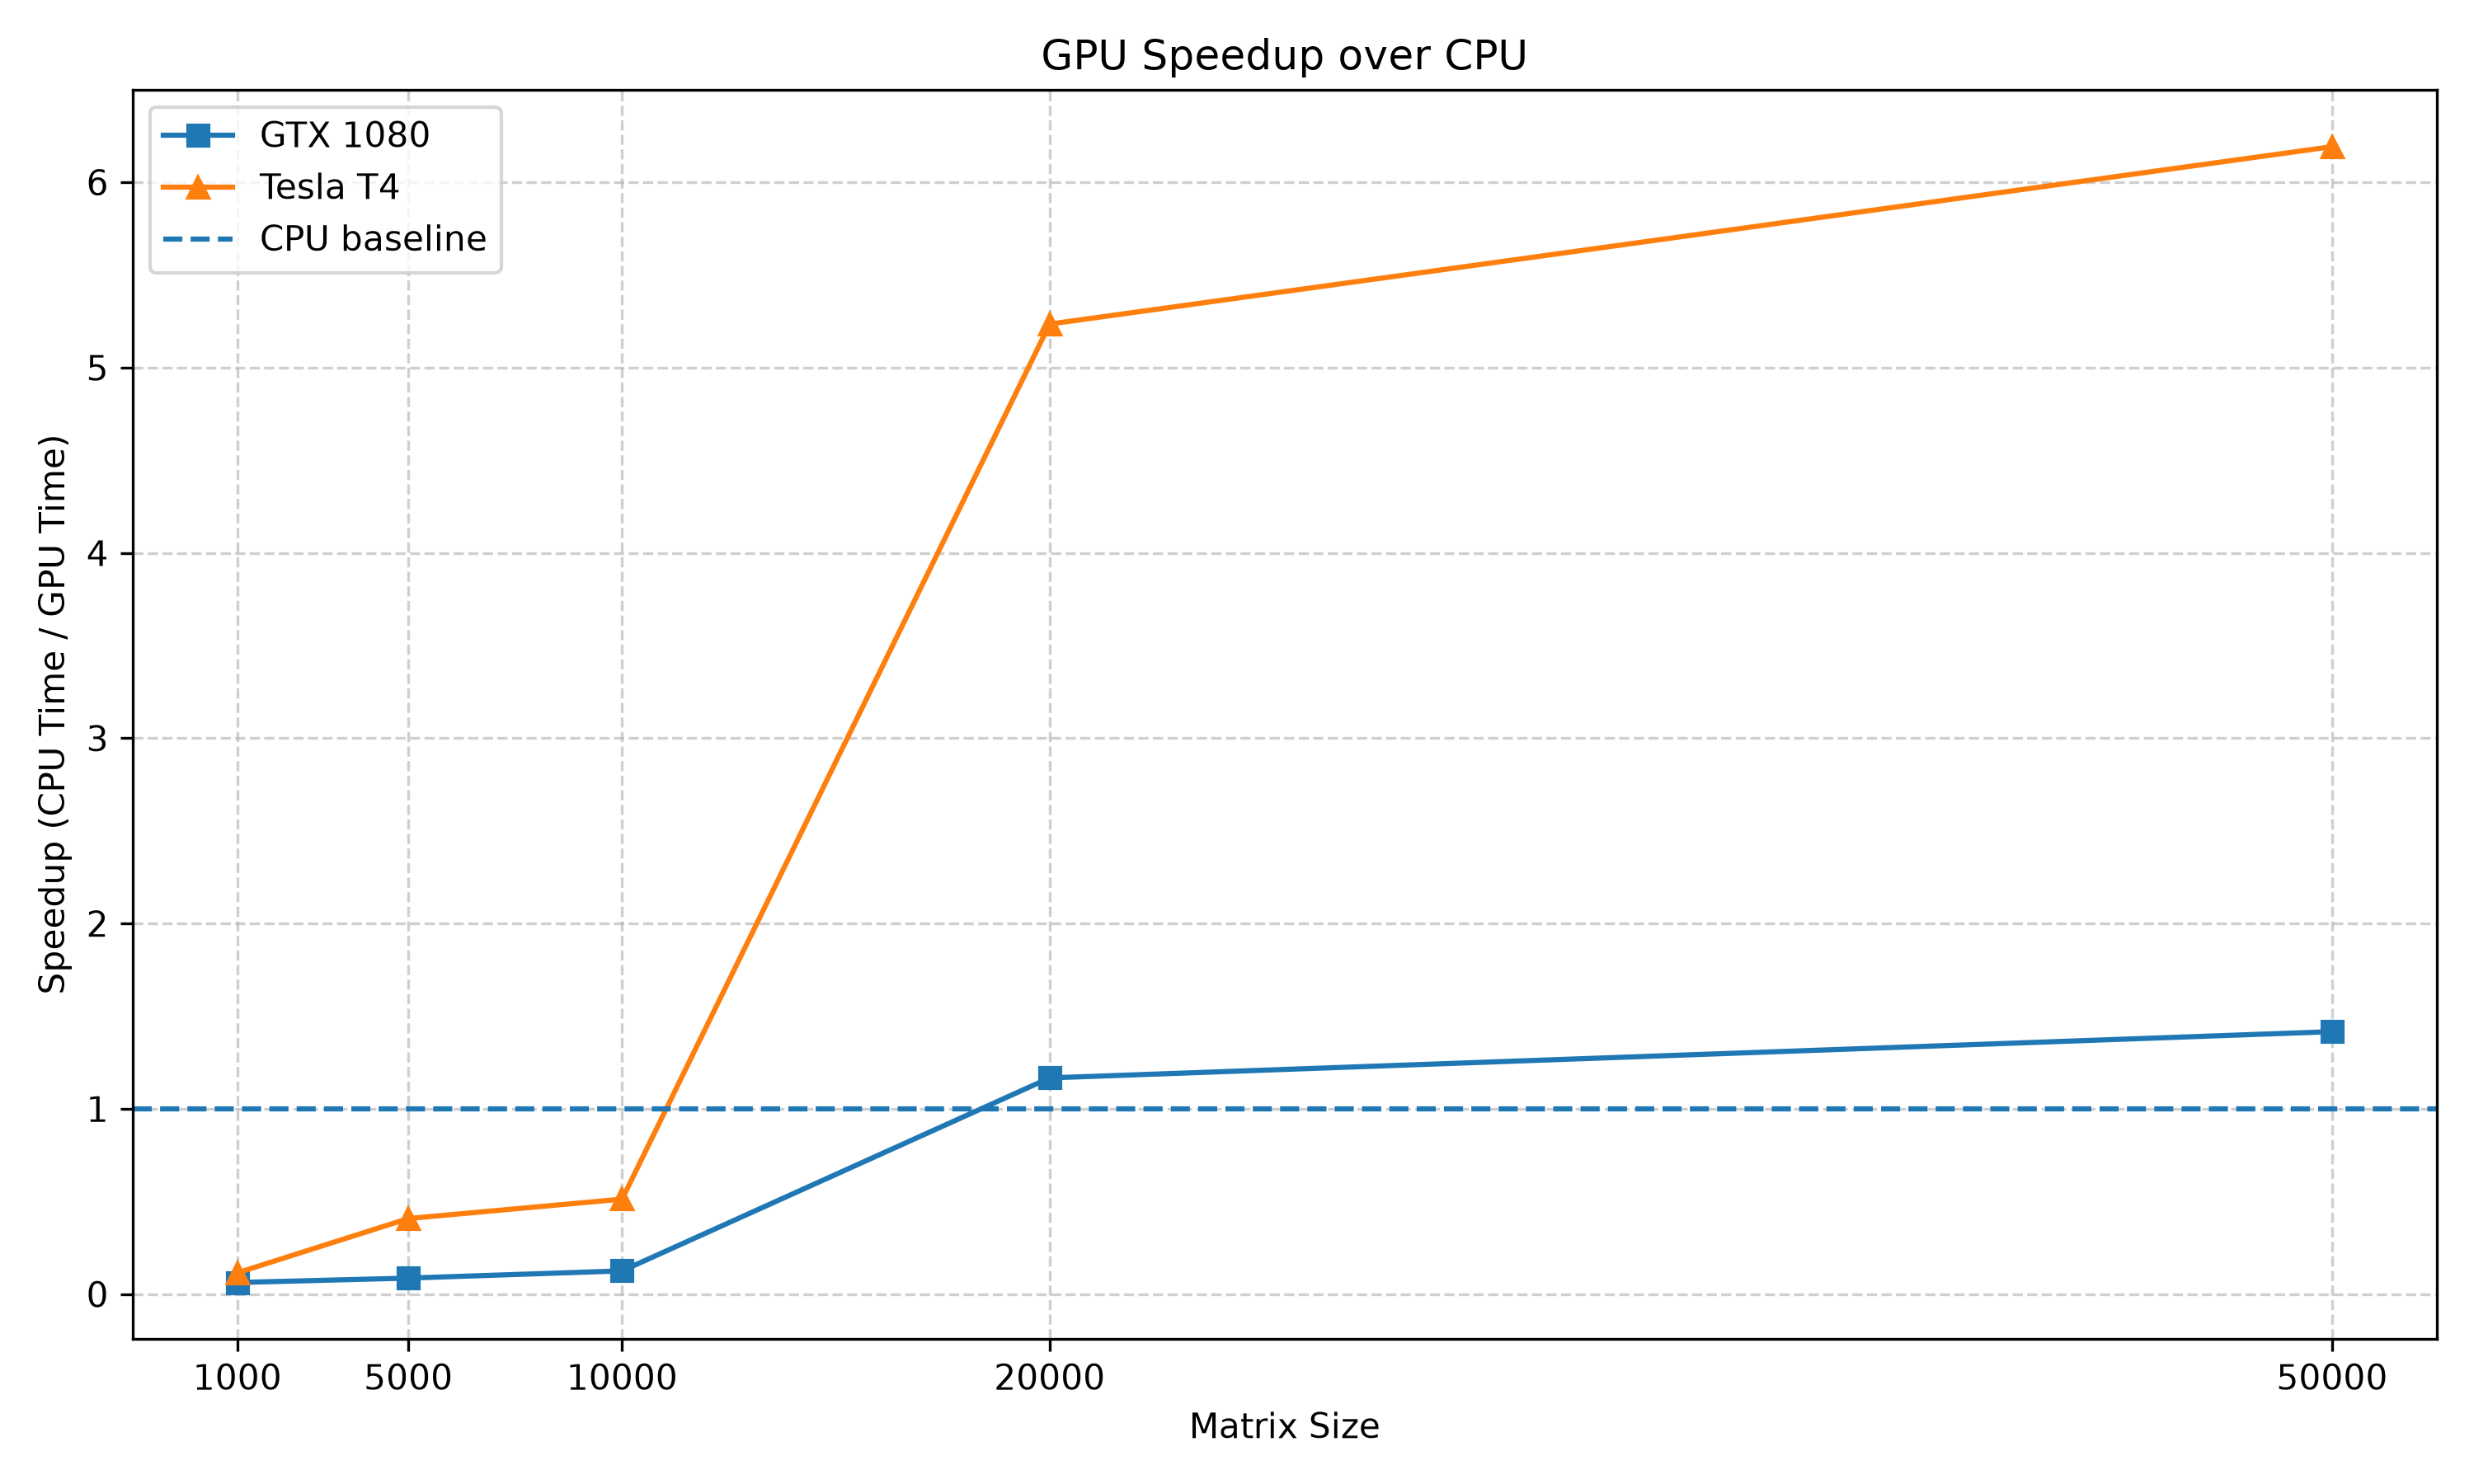 GPU Speedup over CPU
GTX 1080
Tesla T4
CPU baseline
6
5
4
3
2
1
0
Speedup (CPU Time / GPU Time)
1000 5000 10000 20000 50000
Matrix Size